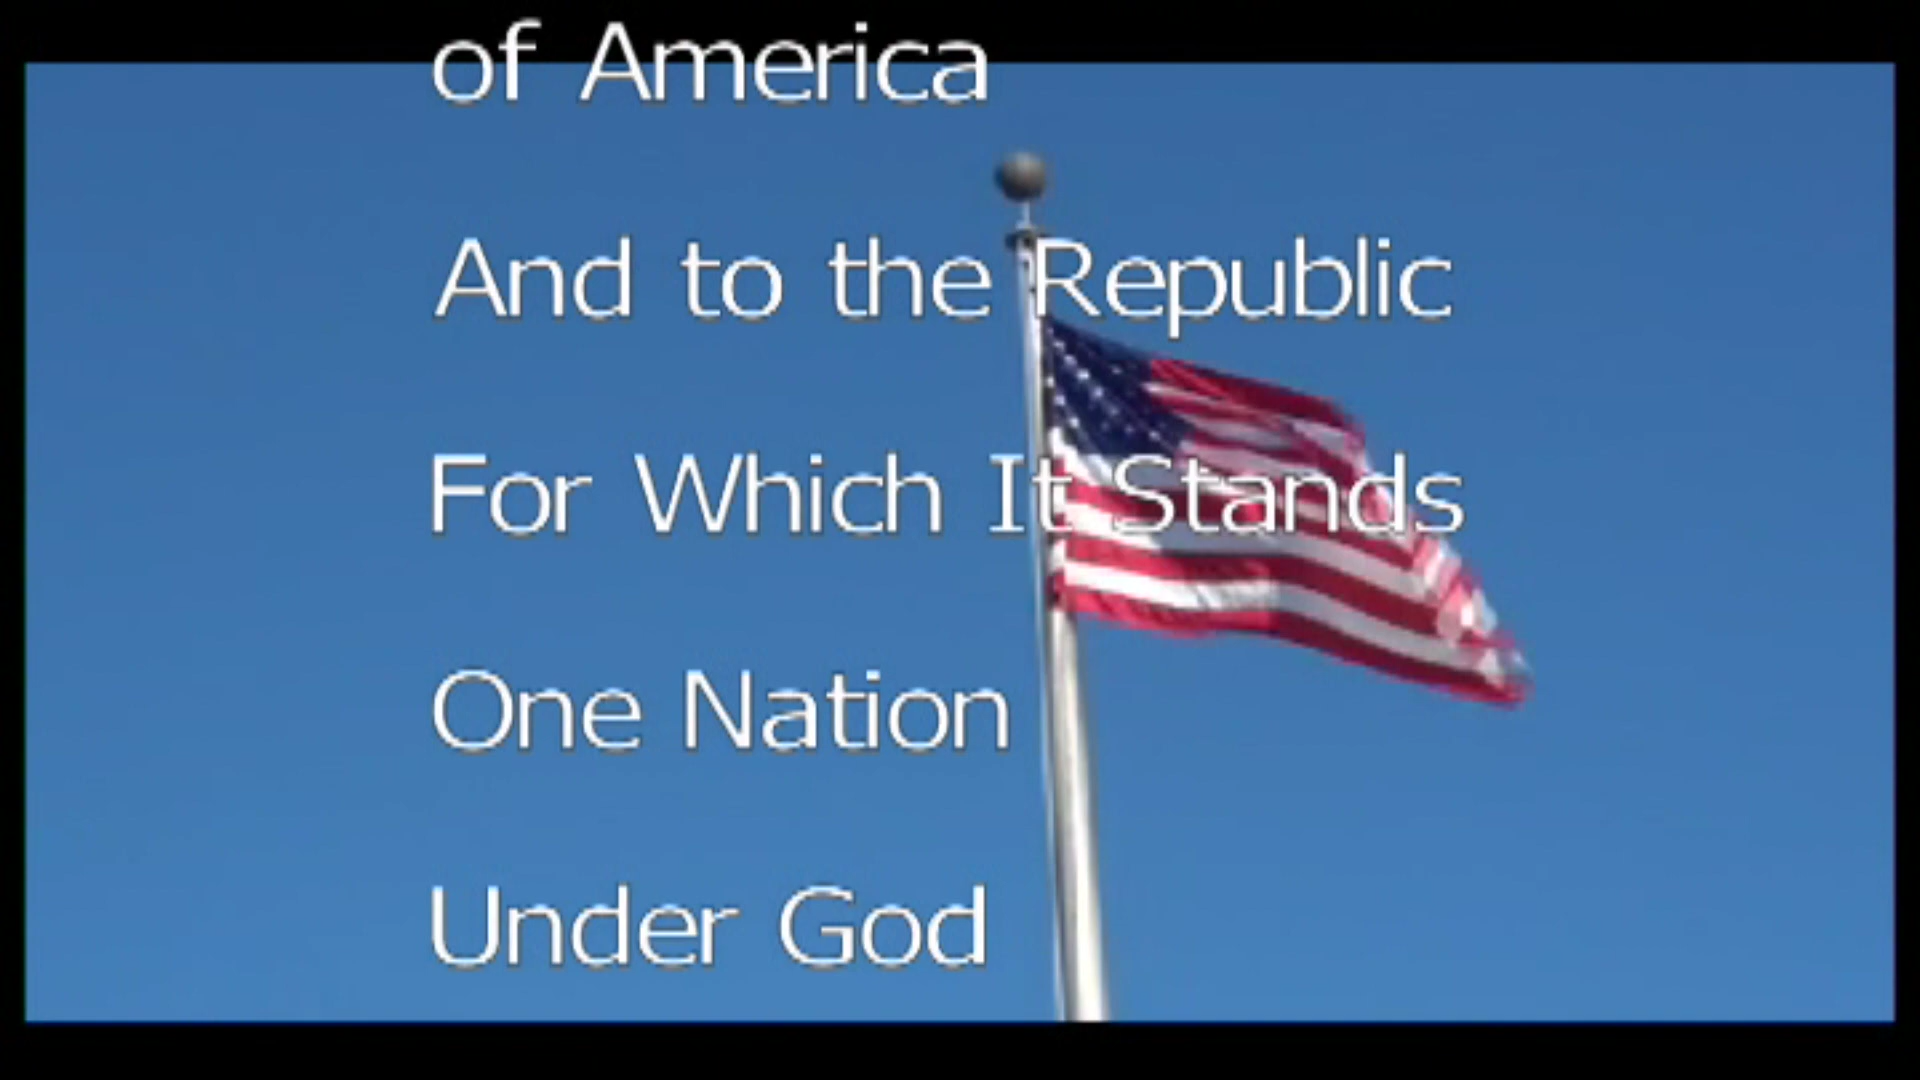 of America
And to the Republic
For Which It Stands
One Nation
Under God